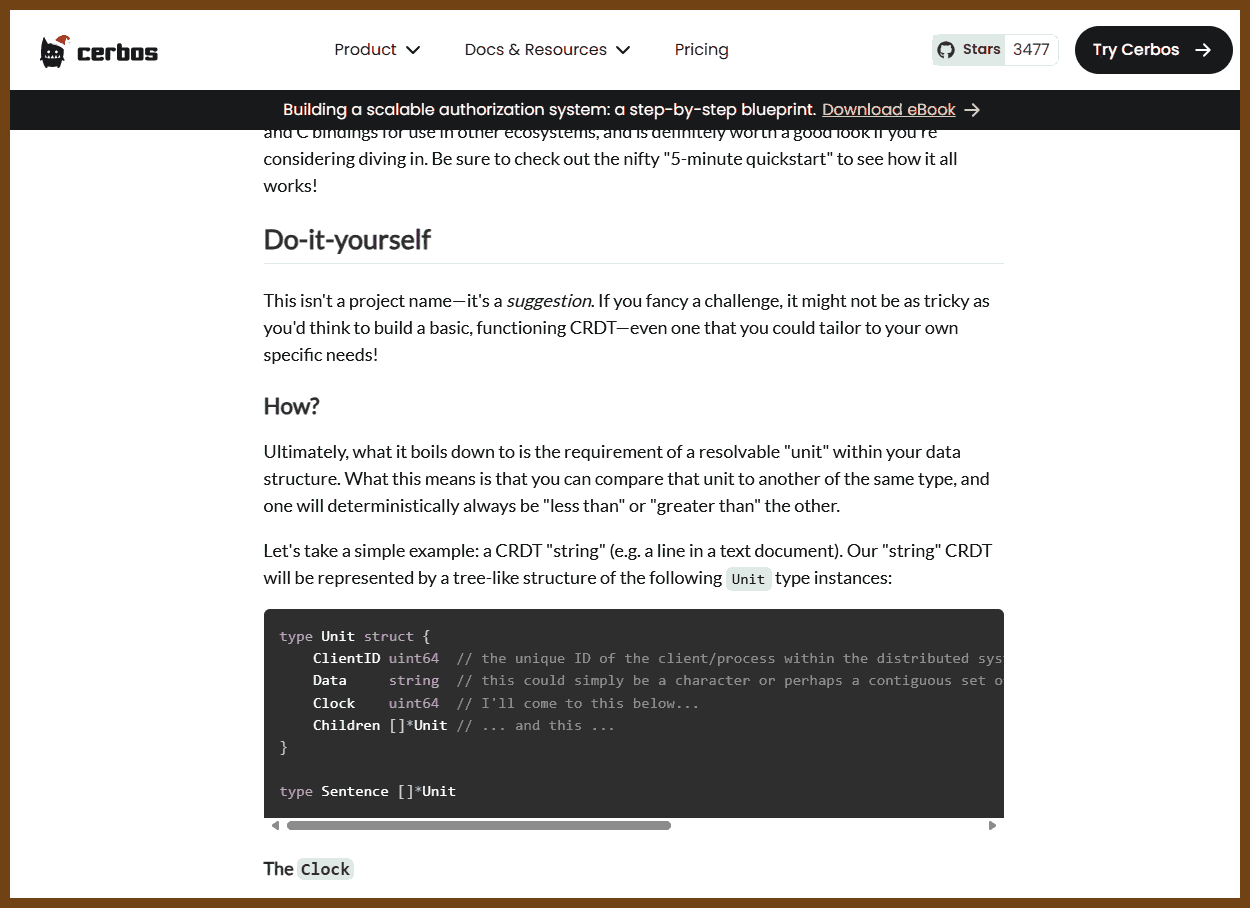 cerbos
Product
Docs & Resources
Pricing
Stars 3477
Try Cerbos
Building a scalable authorization system: a step-by-step blueprint. Download eBook
and C bindings for use in other ecosystems, and is definitely worth a good look if you're
considering diving in. Be sure to check out the nifty "5-minute quickstart" to see how it all
works!
Do-it-yourself
This isn't a project name—it's a suggestion. If you fancy a challenge, it might not be as tricky as
you'd think to build a basic, functioning CRDT—even one that you could tailor to your own
specific needs!
How?
Ultimately, what it boils down to is the requirement of a resolvable "unit" within your data
structure. What this means is that you can compare that unit to another of the same type, and
one will deterministically always be "less than" or "greater than" the other.
Let's take a simple example: a CRDT "string" (e.g. a line in a text document). Our "string" CRDT
will be represented by a tree-like structure of the following Unit type instances:
type Unit struct {
ClientID uint64 // the unique ID of the client/process within the distributed sys
Data string // this could simply be a character or perhaps a contiguous set o
Clock uint64 // I'll come to this below...
Children []*Unit // ... and this ...
}
type Sentence []*Unit
The Clock